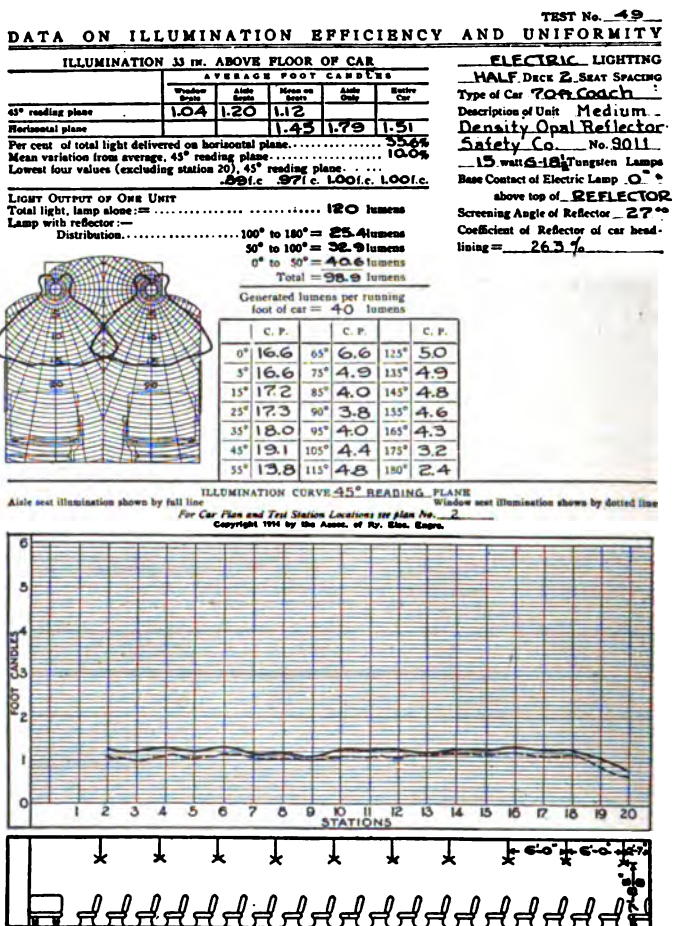 TEST No. 49
DATA ON ILLUMINATION EFFICIENCY AND UNIFORMITY
ILLUMINATION 33 IN. ABOVE FLOOR OF CAR
AVERAGE FOOT CANDLES
Window Seats Aisle Seats Mean on Seats Aisle Only Entire Car
45° reading plane 1.04 1.20 1.12
Horizontal plane 1.45 1.79 1.51
Per cent of total light delivered on horizontal plane 55.6%
Mean variation from average, 45° reading plane 10.0%
Lowest four values (excluding station 20), 45° reading plane
.89 f.c .97 f.c. 1.00 f.c. 1.00 f.c.
LIGHT OUTPUT OF ONE UNIT
Total light, lamp alone:= 120 lumens
Lamp with reflector:—
Distribution 100° to 180° = 25.4 lumens
50° to 100° = 32.9 lumens
0° to 50° = 40.6 lumens
Total = 98.9 lumens
Generated lumens per running
foot of car = 40 lumens
ELECTRIC LIGHTING
HALF DECK 2 SEAT SPACING
Type of Car 70 ft Coach
Description of Unit Medium
Density Opal Reflector
Safety Co. No. 9011
15 watt G-18½ Tungsten Lamps
Base Contact of Electric Lamp 0"
above top of REFLECTOR
Screening Angle of Reflector 27°
Coefficient of Reflector of car head-
lining = 26.3 %
C. P. C. P. C. P.
0° 16.6 65° 6.6 125° 5.0
5° 16.6 75° 4.9 135° 4.9
15° 17.2 85° 4.0 145° 4.8
25° 17.3 90° 3.8 155° 4.6
35° 18.0 95° 4.0 165° 4.3
45° 19.1 105° 4.4 175° 3.2
55° 13.8 115° 4.8 180° 2.4
ILLUMINATION CURVE 45° READING PLANE
Aisle seat illumination shown by full line Window seat illumination shown by dotted line
For Car Plan and Test Station Locations see plan No. 2
Copyright 1914 by the Assoc. of Ry. Elec. Engrs.
6
5
4
3
2
1
0
FOOT CANDLES
1 2 3 4 5 6 7 8 9 10 11 12 13 14 15 16 17 18 19 20
STATIONS
6'-0" 6'-0"